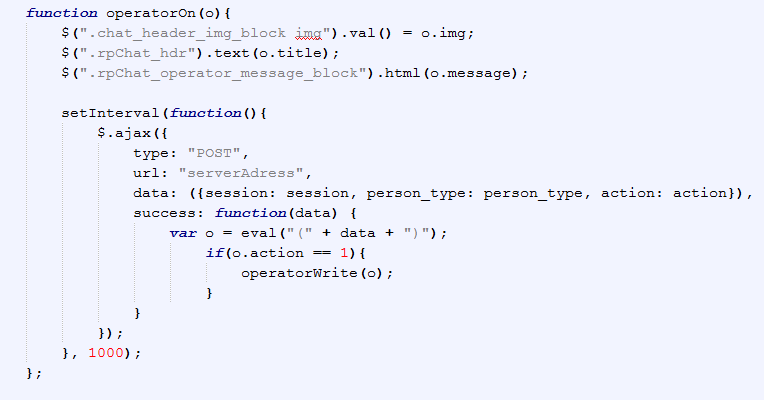 function operatorOn(o){
$(".chat_header_img_block img").val() = o.img;
$(".rpChat_hdr").text(o.title);
$(".rpChat_operator_message_block").html(o.message);
setInterval(function(){
$.ajax({
type: "POST",
url: "serverAdress",
data: ({session: session, person_type: person_type, action: action}),
success: function(data) {
var o = eval("(" + data + ")");
if(o.action == 1){
operatorWrite(o);
}
}
});
}, 1000);
};